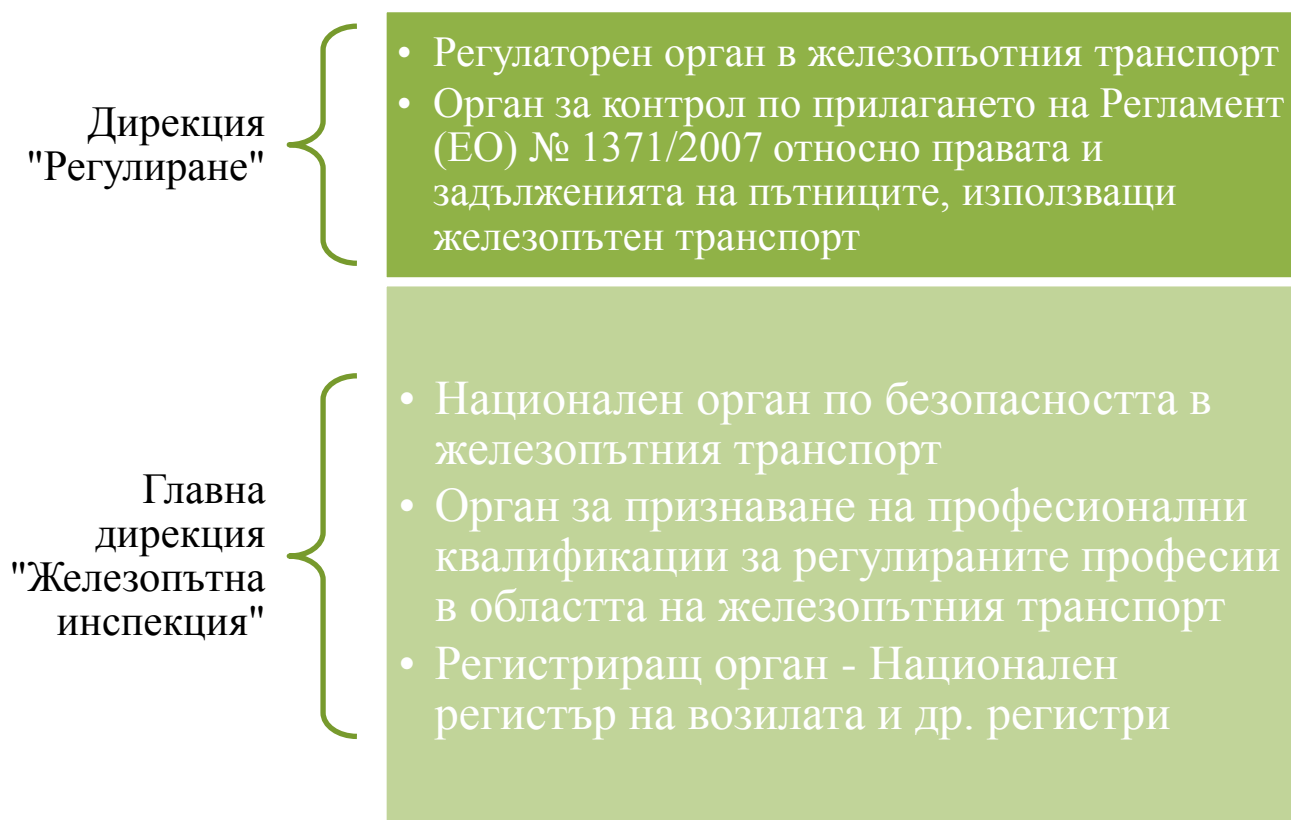 Дирекция
"Регулиране"
• Регулаторен орган в железопъотния транспорт
• Орган за контрол по прилагането на Регламент
(ЕО) № 1371/2007 относно правата и
задълженията на пътниците, използващи
железопътен транспорт
Главна
дирекция
"Железопътна
инспекция"
• Национален орган по безопасността в
железопътния транспорт
• Орган за признаване на професионални
квалификации за регулираните професии
в областта на железопътния транспорт
• Регистриращ орган - Национален
регистър на возилата и др. регистри